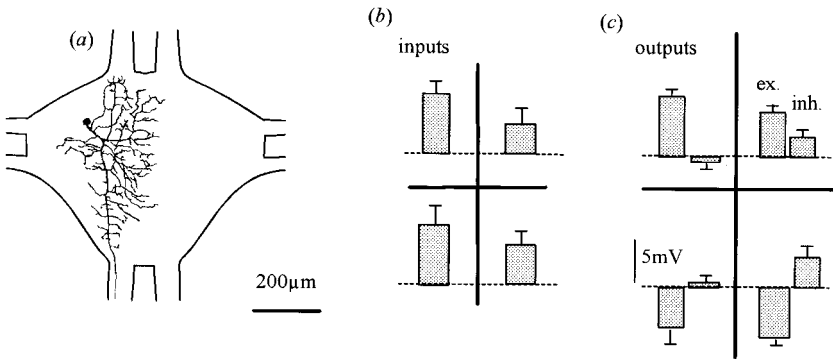 (a)
200µm
(b)
inputs
(c)
outputs
ex.
inh.
5mV